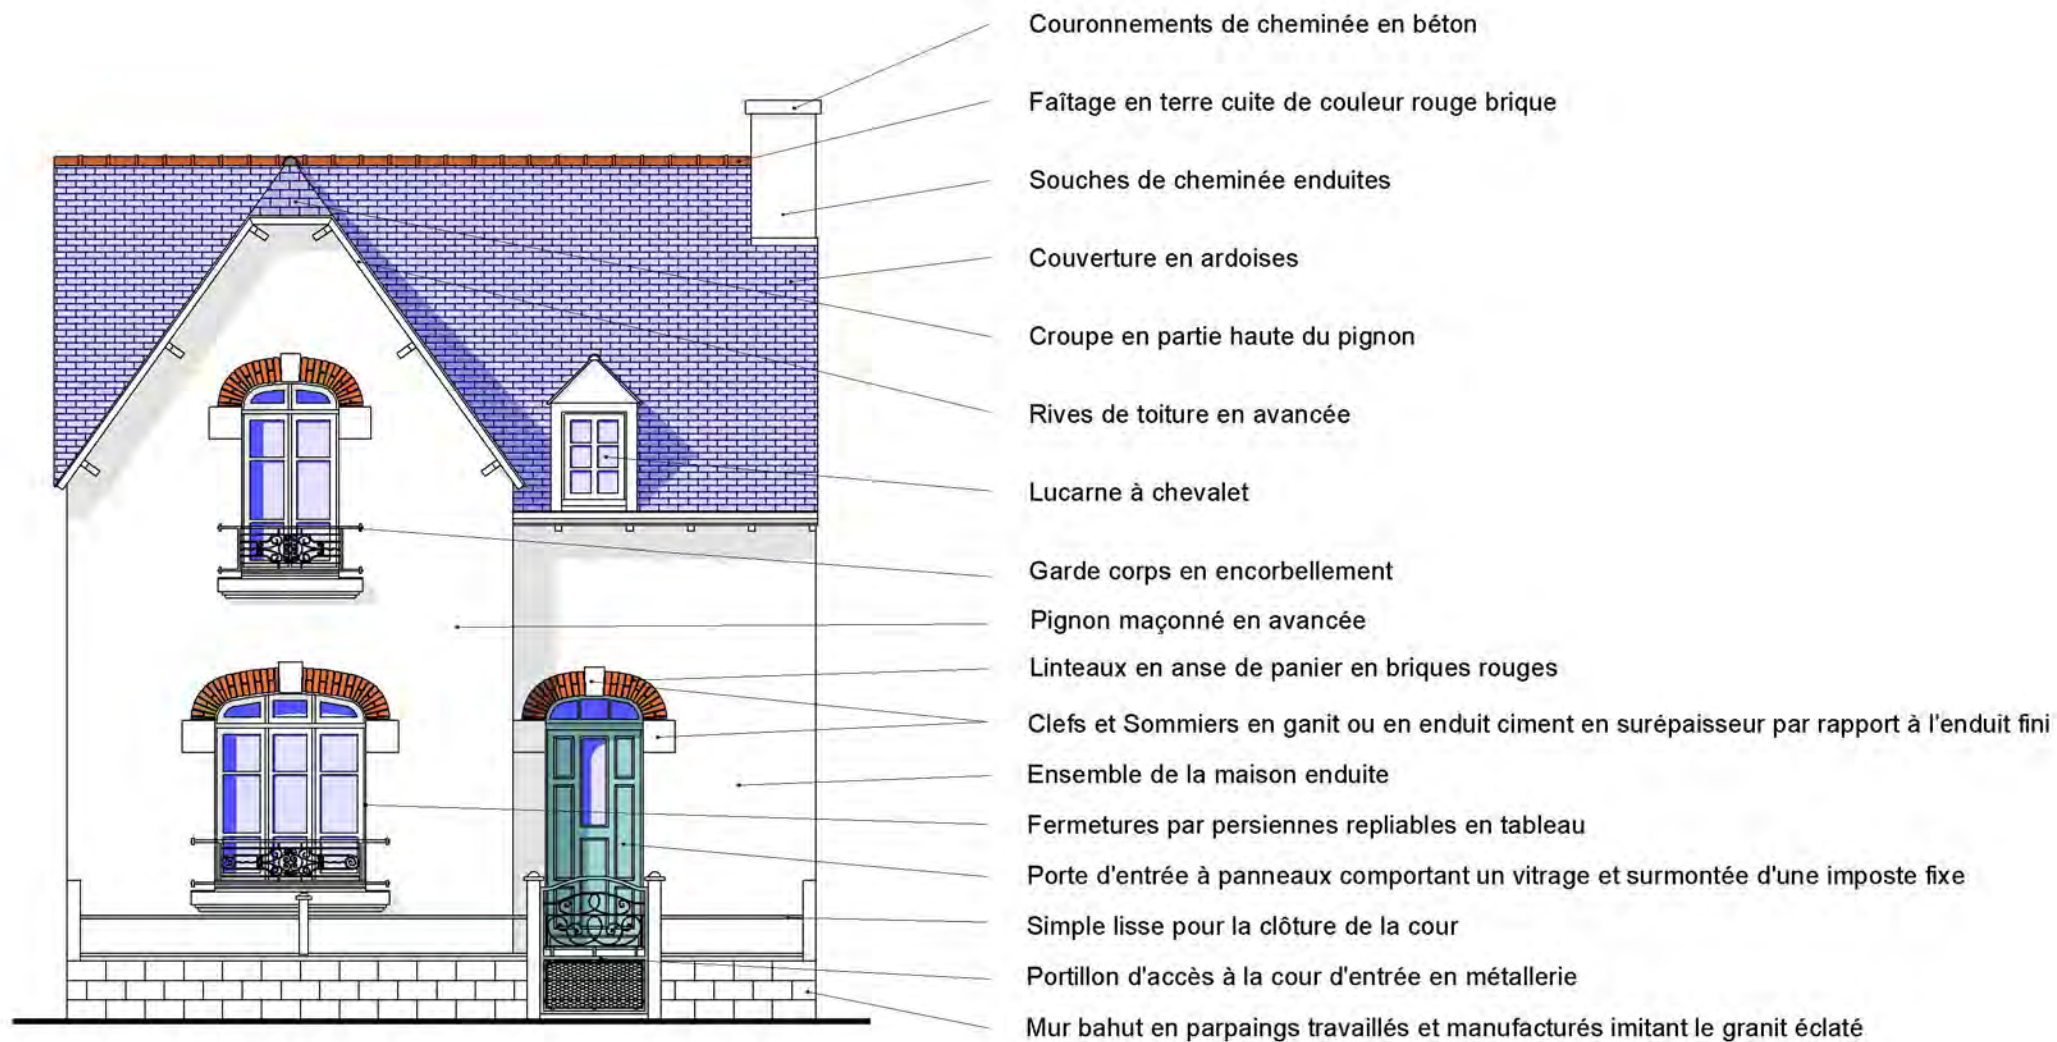 Couronnements de cheminée en béton
Faîtage en terre cuite de couleur rouge brique
Souches de cheminée enduites
Couverture en ardoises
Croupe en partie haute du pignon
Rives de toiture en avancée
Lucarne à chevalet
Garde corps en encorbellement
Pignon maçonné en avancée
Linteaux en anse de panier en briques rouges
Clefs et Sommiers en ganit ou en enduit ciment en surépaisseur par rapport à l'enduit fini
Ensemble de la maison enduite
Fermetures par persiennes repliables en tableau
Porte d'entrée à panneaux comportant un vitrage et surmontée d'une imposte fixe
Simple lisse pour la clôture de la cour
Portillon d'accès à la cour d'entrée en métallerie
Mur bahut en parpaings travaillés et manufacturés imitant le granit éclaté